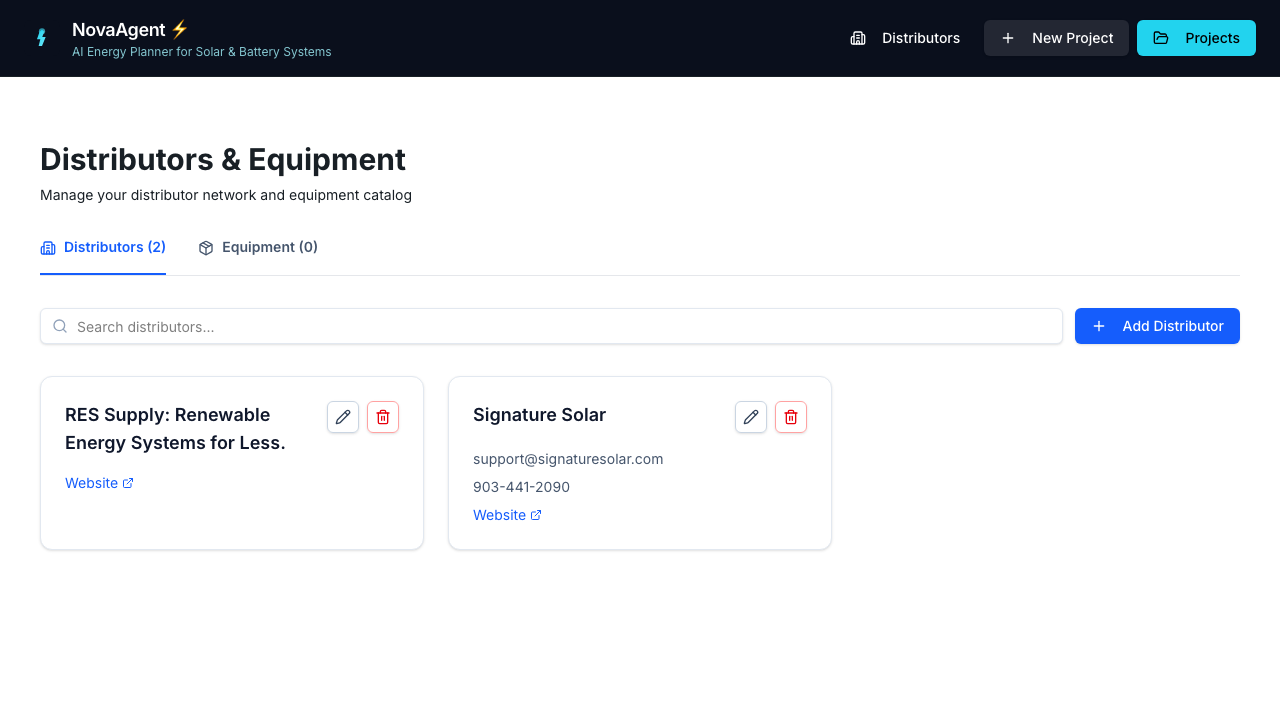 NovaAgent ⚡
AI Energy Planner for Solar & Battery Systems
Distributors
New Project
Projects
Distributors & Equipment
Manage your distributor network and equipment catalog
Distributors (2)
Equipment (0)
Search distributors...
Add Distributor
RES Supply: Renewable
Energy Systems for Less.
Website
Signature Solar
support@signaturesolar.com
903-441-2090
Website